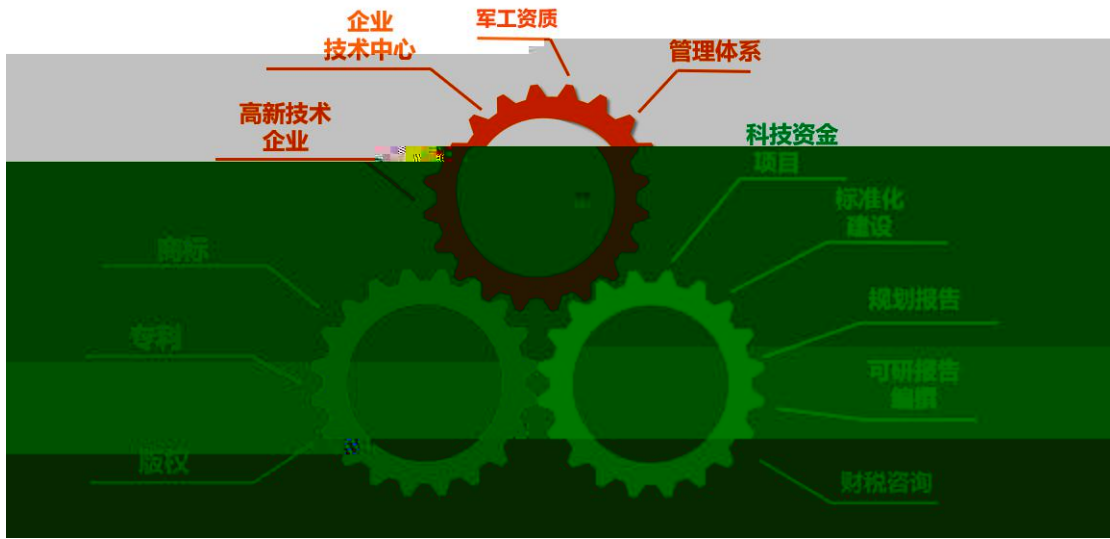 企业
技术中心
军工资质
管理体系
高新技术
企业
科技资金
项目
标准化
建设
商标
规划报告
专利
可研报告
编撰
版权
财税咨询